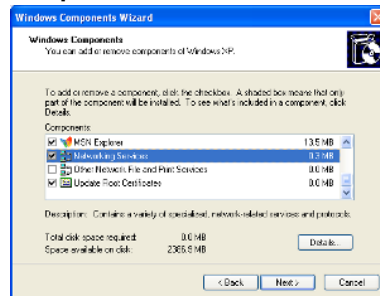 Windows Components Wizard
Windows Components
You can add or remove components of Windows XP.
To add or remove a component, click the checkbox. A shaded box means that only
part of the component will be installed. To see what's included in a component, click
Details.
Components:
MSN Explorer 13.5 MB
Networking Services 0.3 MB
Other Network File and Print Services 0.0 MB
Update Root Certificates 0.0 MB
Description: Contains a variety of specialized, network-related services and protocols.
Total disk space required: 0.0 MB
Space available on disk: MB
Details...
< Back Next > Cancel